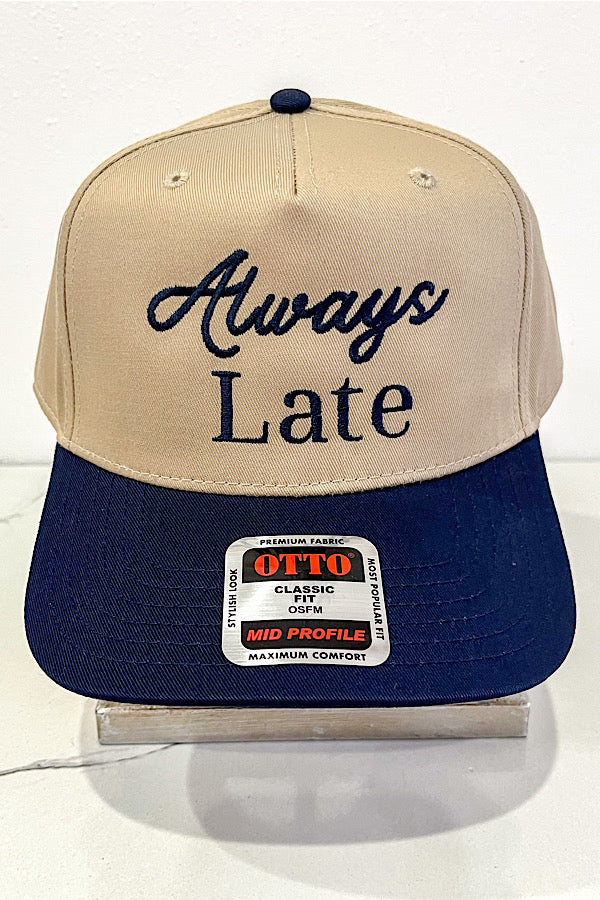 Always
Late
PREMIUM FABRIC
OTTO®
CLASSIC
FIT
OSFM
MID PROFILE
MAXIMUM COMFORT
STYLISH LOOK
MOST POPULAR FIT